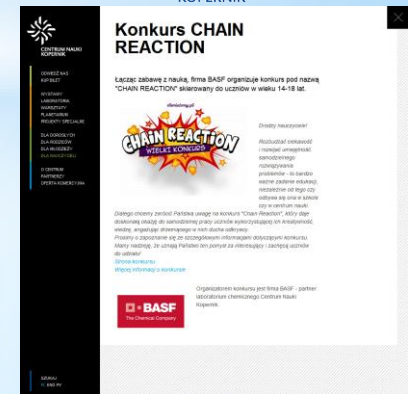 KOPERNIK
CENTRUM NAUKI
KOPERNIK
ODWIEDŹ NAS
KUP BILET
WYSTAWY
LABORATORIA
WARSZTATY
PLANETARIUM
PROJEKTY SPECJALNE
DLA DOROSŁYCH
DLA RODZICÓW
DLA MŁODZIEŻY
DLA NAUCZYCIELI
O CENTRUM
PARTNERZY
OFERTA KOMERCYJNA
SZUKAJ
Konkurs CHAIN
REACTION
Łącząc zabawę z nauką, firma BASF organizuje konkurs pod nazwą
"CHAIN REACTION" skierowany do uczniów w wieku 14-18 lat.
chemizmy.pl
CHAIN REACTION
WIELKI KONKURS
Drodzy nauczyciele!
Rozbudzać ciekawość
i rozwijać umiejętność
samodzielnego
rozwiązywania
problemów - to bardzo
ważne zadanie edukacji,
niezależnie od tego czy
odbywa się ona w szkole
czy w centrum nauki.
Dlatego chcemy zwrócić Państwa uwagę na konkurs "Chain Reaction", który daje
doskonałą okazję do samodzielnej pracy uczniów wykorzystującej ich kreatywność,
wiedzę, angażując drzemiącego w nich ducha odkrywcy.
Prosimy o zapoznanie się ze szczegółowymi informacjami dotyczącymi konkursu.
Mamy nadzieję, że uznają Państwo ten pomysł za interesujący i zachęcą uczniów
do udziału!
Strona konkursu
Więcej informacji o konkursie
BASF
The Chemical Company
Organizatorem konkursu jest firma BASF - partner
laboratorium chemicznego Centrum Nauki
Kopernik.